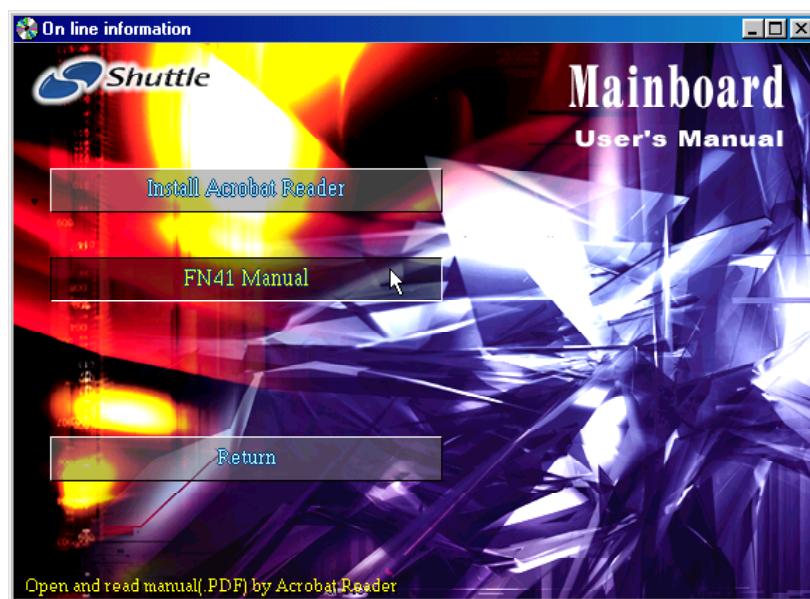 On line information
Shuttle
Mainboard
User's Manual
Install Acrobat Reader
FN41 Manual
Return
Open and read manual(.PDF) by Acrobat Reader